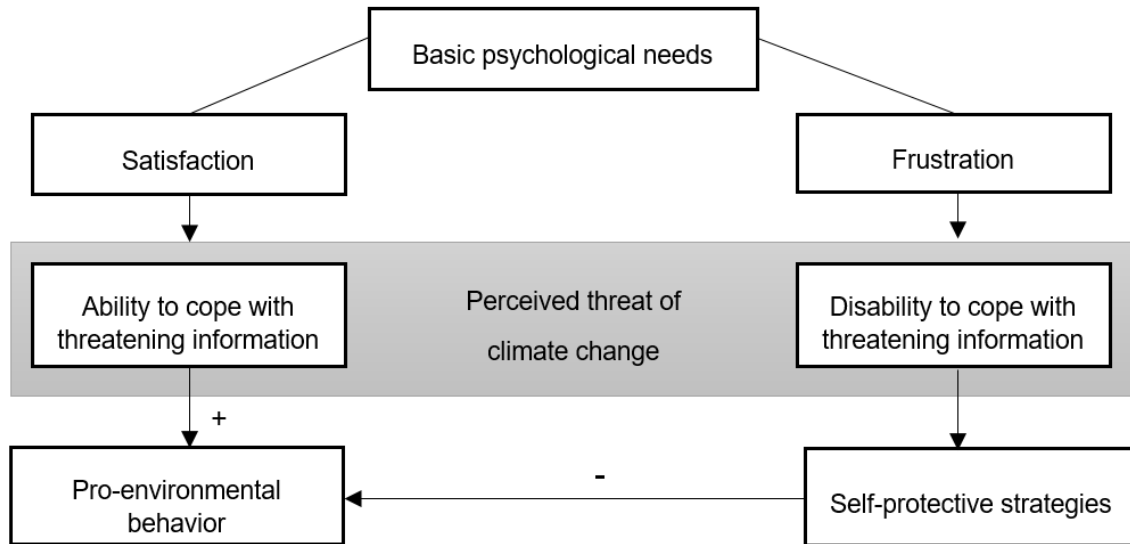 Basic psychological needs
Satisfaction
Frustration
Ability to cope with
threatening information
Perceived threat of
climate change
Disability to cope with
threatening information
+
Pro-environmental
behavior
-
Self-protective strategies